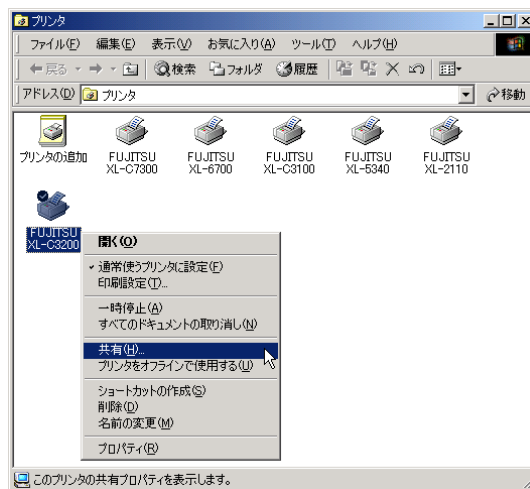 プリンタ
ファイル(F) 編集(E) 表示(V) お気に入り(A) ツール(T) ヘルプ(H)
戻る 検索 フォルダ 履歴
アドレス(D) プリンタ 移動
プリンタの追加 FUJITSU XL-C7300 FUJITSU XL-6700 FUJITSU XL-C3100 FUJITSU XL-5340 FUJITSU XL-2110
FUJITSU XL-C3200
開く(O)
通常使うプリンタに設定(F)
印刷設定(T)...
一時停止(A)
すべてのドキュメントの取り消し(N)
共有(H)...
プリンタをオフラインで使用する(U)
ショートカットの作成(S)
削除(D)
名前の変更(M)
プロパティ(R)
このプリンタの共有プロパティを表示します。